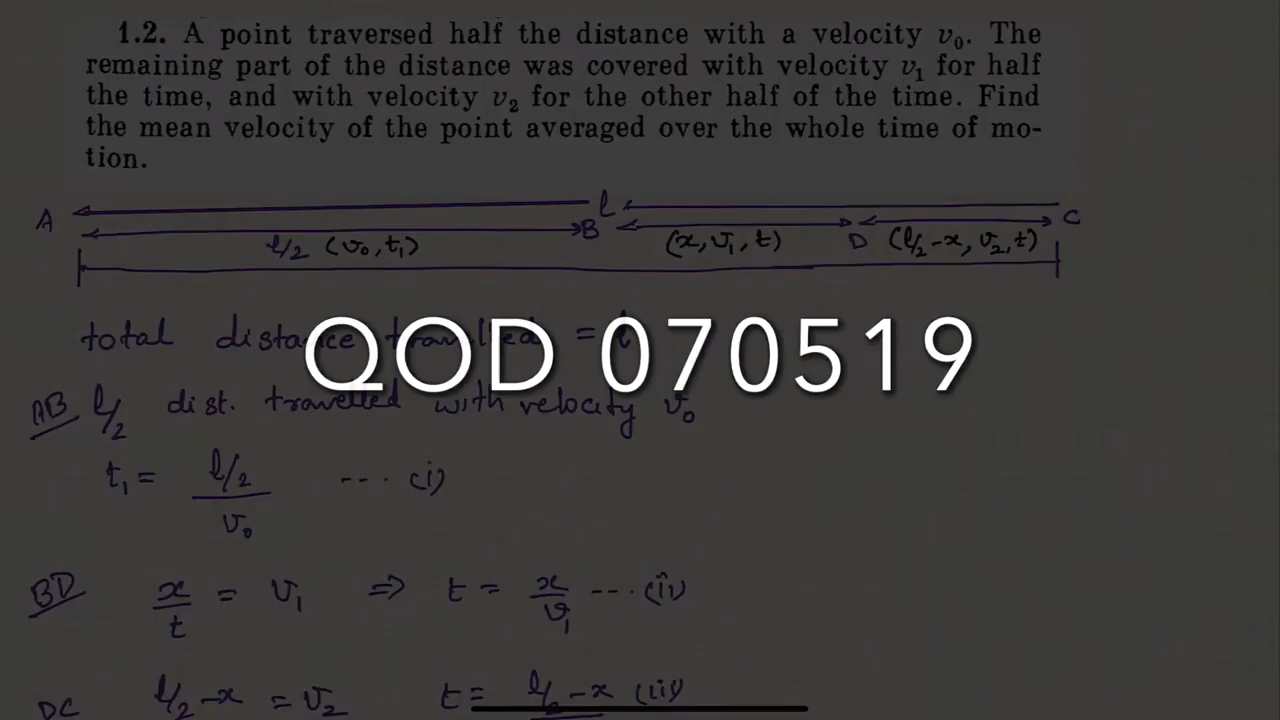 1.2. A point traversed half the distance with a velocity v₀. The
remaining part of the distance was covered with velocity v₁ for half
the time, and with velocity v₂ for the other half of the time. Find
the mean velocity of the point averaged over the whole time of mo-
tion.
A l B C
l/2 (v₀, t₁) (x, v₁, t) D (l/2-x, v₂, t)
total distance travelled = l
QOD 070519
AB l/2 dist. travelled with velocity v₀
t₁ = l/2 / v₀ ---- (i)
BD x/t = v₁ ⇒ t = x/v₁ ---- (ii)
DC l/2-x = v₂ t = l/2-x (iii)